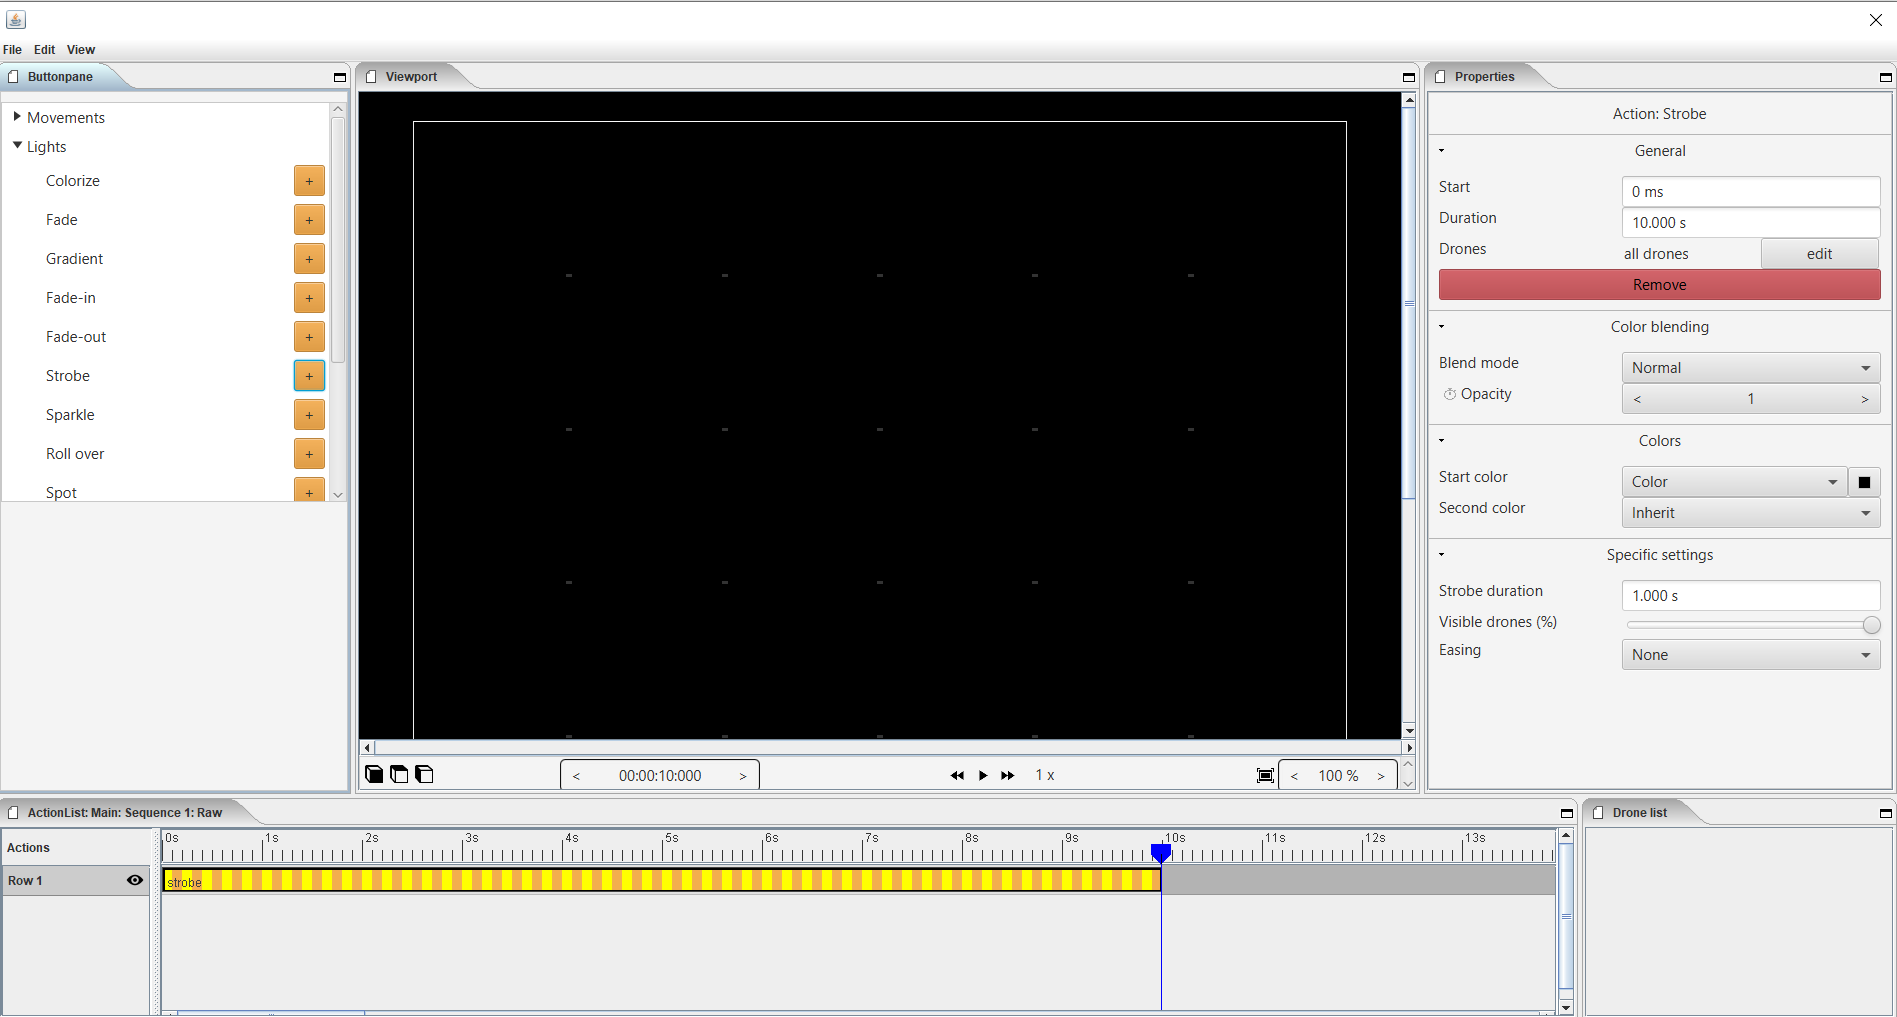 File Edit View
Buttonpane
Movements
Lights
Colorize +
Fade +
Gradient +
Fade-in +
Fade-out +
Strobe +
Sparkle +
Roll over +
Spot +
Viewport
< 00:00:10:000 >
1 x
< 100 % >
Properties
Action: Strobe
General
Start 0 ms
Duration 10.000 s
Drones all drones edit
Remove
Color blending
Blend mode Normal
Opacity < 1 >
Colors
Start color Color
Second color Inherit
Specific settings
Strobe duration 1.000 s
Visible drones (%)
Easing None
ActionList: Main: Sequence 1: Raw
Actions
0s 1s 2s 3s 4s 5s 6s 7s 8s 9s 10s 11s 12s 13s
Row 1
strobe
Drone list